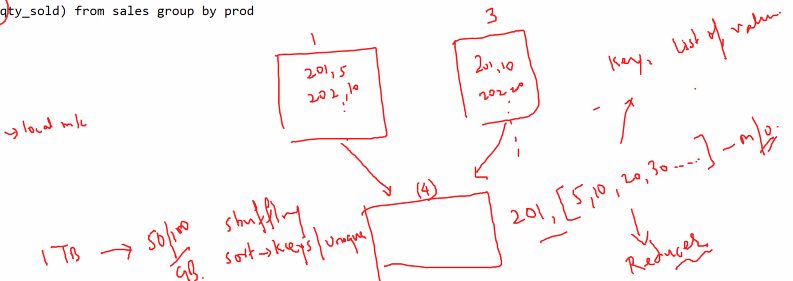 qty_sold) from sales group by prod
1
3
201,5
202,10
:
201,10
202,20
:
Key, List of values
→ local m/c
(4)
201, [5,10,20,30.....] - m/o.
1 TB → 50/100 GB.
shuffling
sort → keys/unique
Reducer